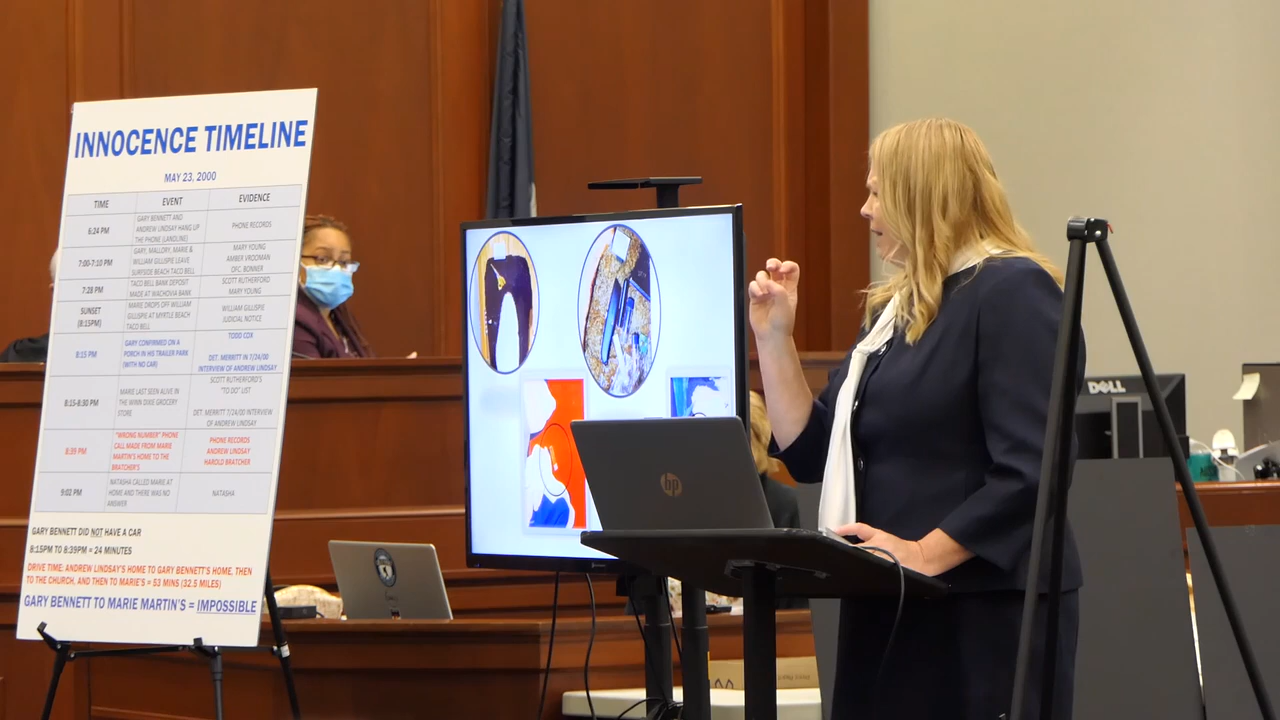 INNOCENCE TIMELINE
MAY 23, 2000
TIME EVENT EVIDENCE
6:24 PM
GARY BENNETT AND
ANDREW LINDSAY HANG UP
THE PHONE (LANDLINE)
PHONE RECORDS
7:00-7:10 PM
GARY, MALLORY, MARIE &
WILLIAM GILLISPIE LEAVE
SURFSIDE BEACH TACO BELL
MARY YOUNG
AMBER VROOMAN
OFC. BONNER
7:28 PM
TACO BELL BANK DEPOSIT
MADE AT WACHOVIA BANK
SCOTT RUTHERFORD
MARY YOUNG
SUNSET
(8:15PM)
MARIE DROPS OFF WILLIAM
GILLISPIE AT MYRTLE BEACH
TACO BELL
WILLIAM GILLISPIE
JUDICIAL NOTICE
8:15 PM
GARY CONFIRMED ON A
PORCH IN HIS TRAILER PARK
(WITH NO CAR)
TODD COX
DET. MERRITT IN 7/24/00
INTERVIEW OF ANDREW LINDSAY
8:15-8:30 PM
MARIE LAST SEEN ALIVE IN
THE WINN DIXIE GROCERY
STORE
SCOTT RUTHERFORD'S
"TO DO" LIST
DET. MERRITT 7/24/00 INTERVIEW
OF ANDREW LINDSAY
8:39 PM
"WRONG NUMBER" PHONE
CALL MADE FROM MARIE
MARTIN'S HOME TO THE
BRATCHER'S
PHONE RECORDS
ANDREW LINDSAY
HAROLD BRATCHER
9:02 PM
NATASHA CALLED MARIE AT
HOME AND THERE WAS NO
ANSWER
NATASHA
GARY BENNETT DID NOT HAVE A CAR
8:15PM TO 8:39PM = 24 MINUTES
DRIVE TIME: ANDREW LINDSAY'S HOME TO GARY BENNETT'S HOME, THEN
TO THE CHURCH, AND THEN TO MARIE'S = 53 MINS (32.5 MILES)
GARY BENNETT TO MARIE MARTIN'S = IMPOSSIBLE
hp
DELL